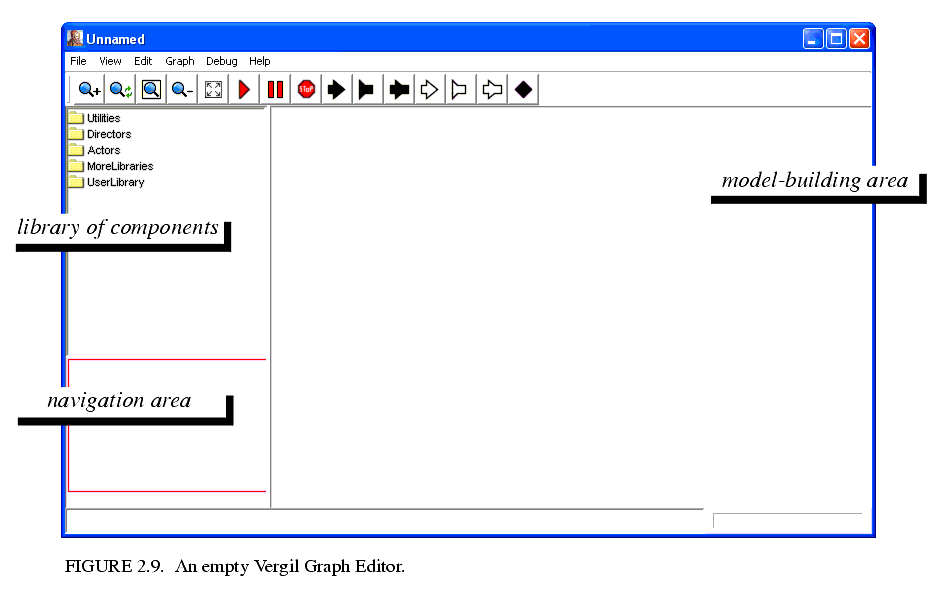 Unnamed
File View Edit Graph Debug Help
STOP
Utilities
Directors
Actors
MoreLibraries
UserLibrary
model-building area
library of components
navigation area
FIGURE 2.9. An empty Vergil Graph Editor.